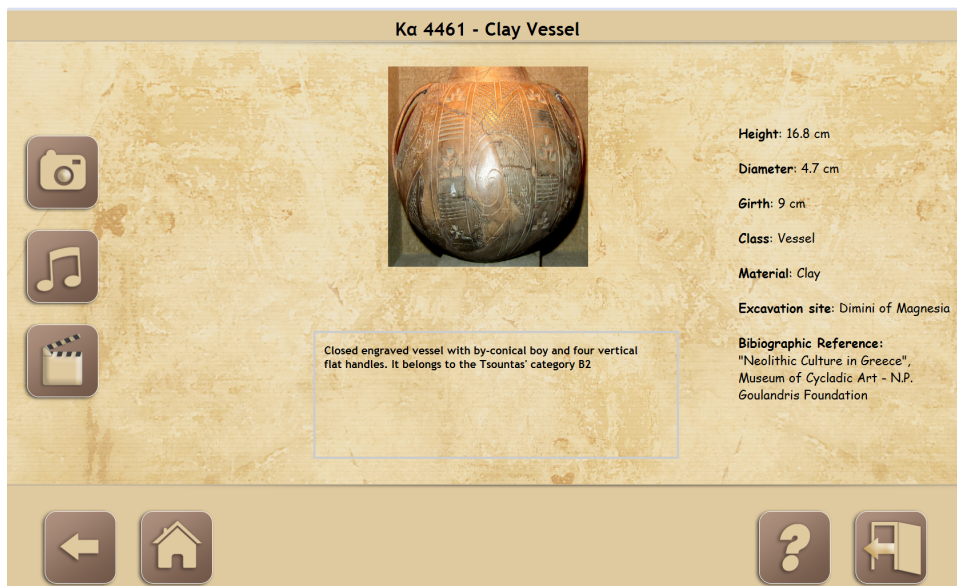 Κα 4461 - Clay Vessel
Height: 16.8 cm
Diameter: 4.7 cm
Girth: 9 cm
Class: Vessel
Material: Clay
Excavation site: Dimini of Magnesia
Bibiographic Reference:
"Neolithic Culture in Greece",
Museum of Cycladic Art - N.P.
Goulandris Foundation
Closed engraved vessel with by-conical boy and four vertical
flat handles. It belongs to the Tsountas' category B2
?